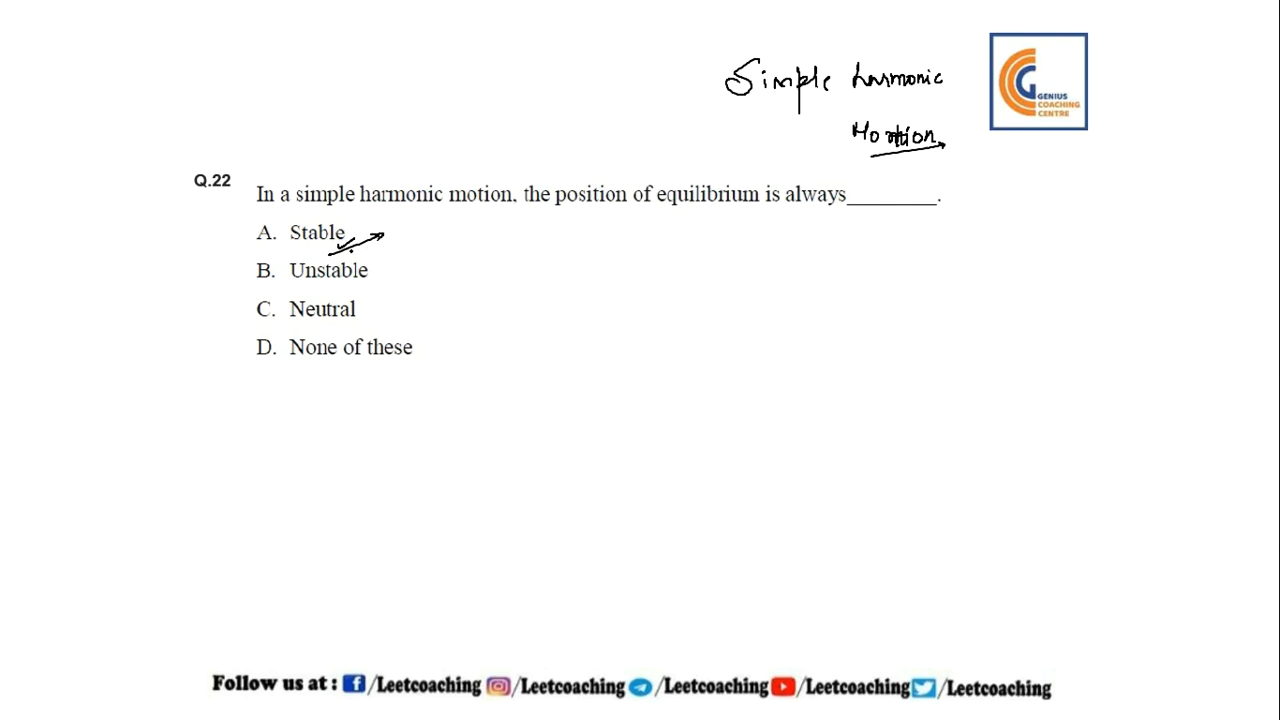 Simple harmonic
Motion
GENIUS
COACHING
CENTRE
Q.22
In a simple harmonic motion, the position of equilibrium is always________.
A. Stable
B. Unstable
C. Neutral
D. None of these
Follow us at : /Leetcoaching /Leetcoaching /Leetcoaching /Leetcoaching /Leetcoaching